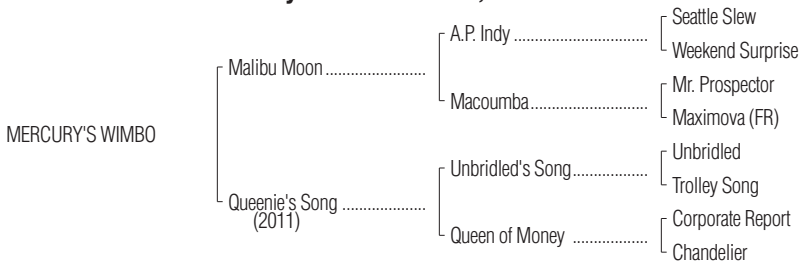 Seattle Slew
A.P. Indy
Weekend Surprise
Malibu Moon
Mr. Prospector
Macoumba
Maximova (FR)
MERCURY'S WIMBO
Unbridled
Unbridled's Song
Trolley Song
Queenie's Song
(2011)
Corporate Report
Queen of Money
Chandelier